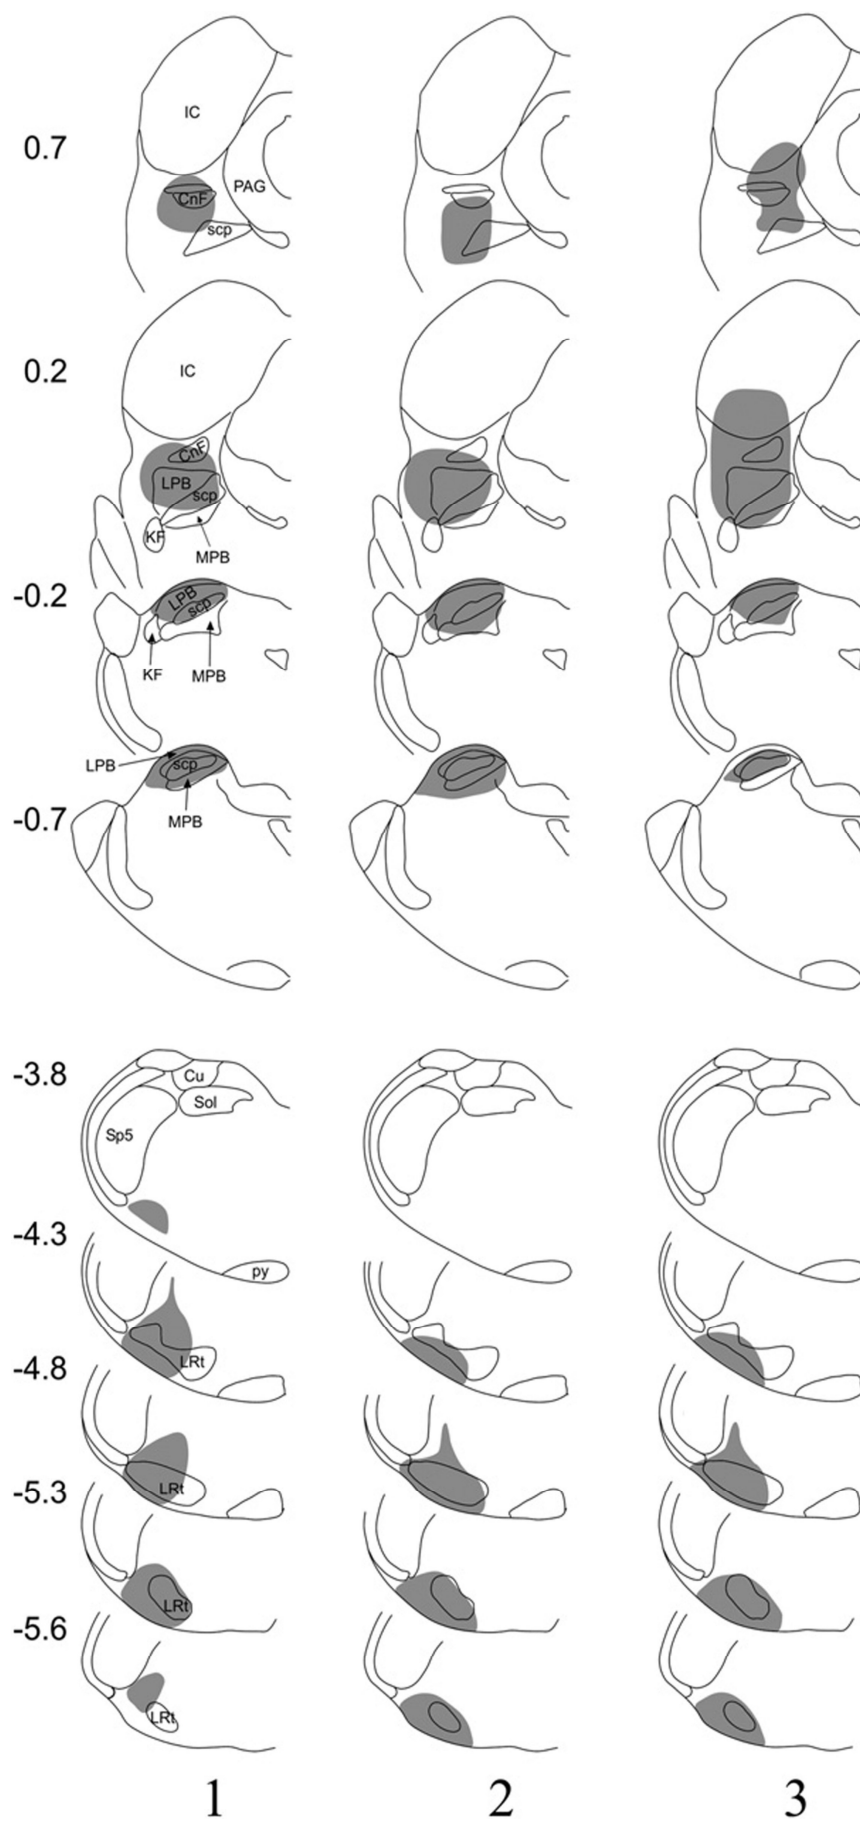 IC
0.7
PAG
CnF
scp
0.2
IC
CnF
LPB
scp
KF
MPB
-0.2
LPB
scp
KF
MPB
LPB
scp
-0.7
MPB
-3.8
Cu
Sol
Sp5
-4.3
py
LRt
-4.8
LRt
-5.3
LRt
-5.6
LRt
1 2 3